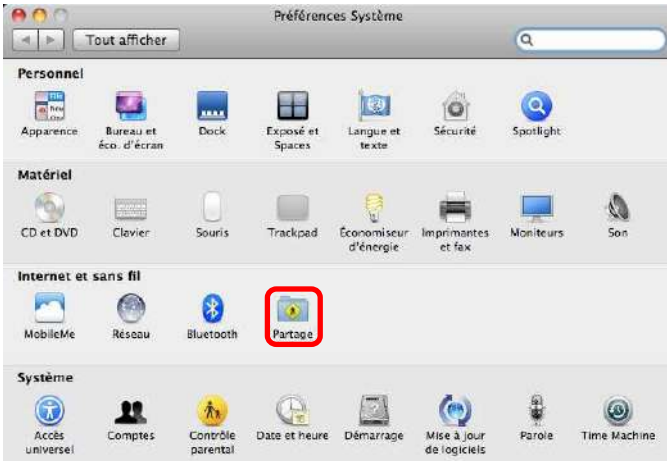 Préférences Système
Tout afficher
Personnel
Apparence
Bureau et
éco. d'écran
Dock
Exposé et
Spaces
Langue et
texte
Sécurité
Spotlight
Matériel
CD et DVD
Clavier
Souris
Trackpad
Économiseur
d'énergie
Imprimantes
et fax
Moniteurs
Son
Internet et sans fil
MobileMe
Réseau
Bluetooth
Partage
Système
Accès
universel
Comptes
Contrôle
parental
Date et heure
Démarrage
Mise à jour
de logiciels
Parole
Time Machine